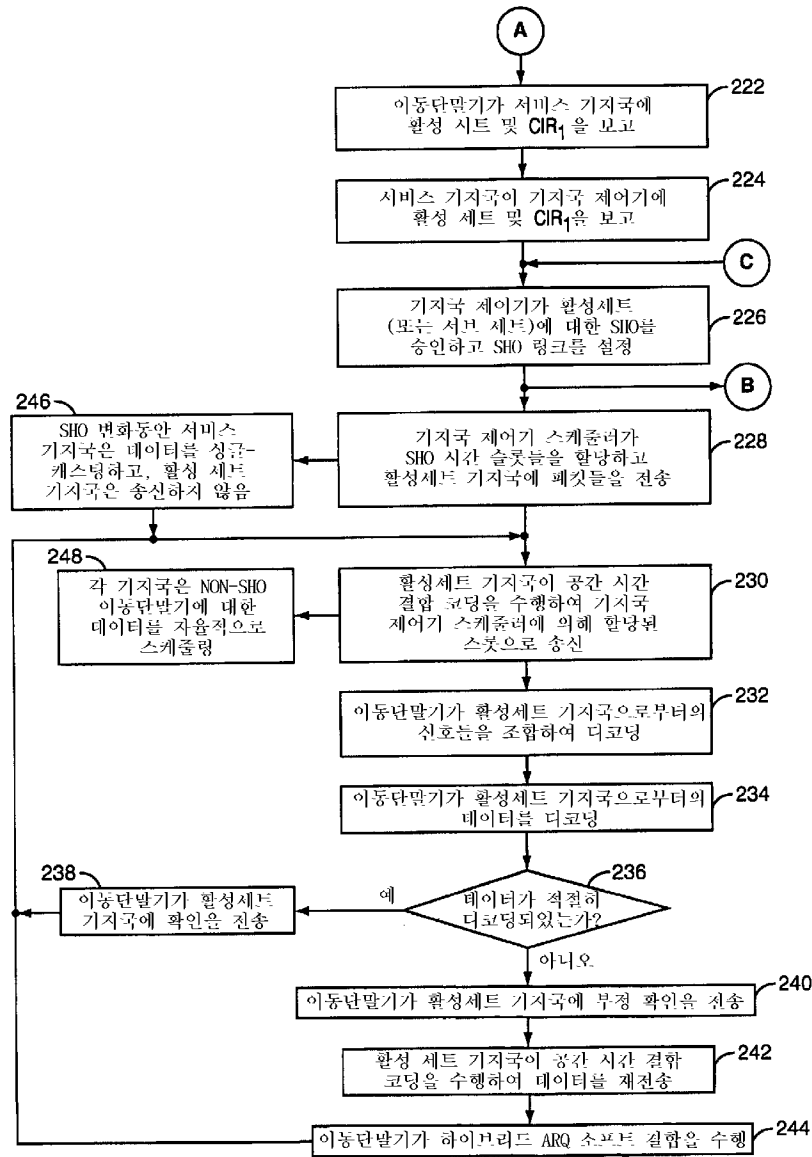 A
222
이동단말기가 서비스 기지국에
활성 시트 및 CIR1 을 보고
224
서비스 기지국이 기지국 제어기에
활성 세트 및 CIR1을 보고
C
기지국 제어기가 활성세트
(또는 서브 세트)에 대한 SHO를
승인하고 SHO 링크를 설정
226
B
246
SHO 변화동안 서비스
기지국은 데이터를 싱글-
캐스팅하고, 활성 세트
기지국은 송신하지 않음
기지국 제어기 스케줄러가
SHO 시간 슬롯들을 할당하고
활성세트 기지국에 패킷들을 전송
228
248
각 기지국은 NON-SHO
이동단말기에 대한
데이터를 자율적으로
스케줄링
활성세트 기지국이 공간 시간
결합 코딩을 수행하여 기지국
제어기 스케줄러에 의해 할당된
스롯으로 송신
230
232
이동단말기가 활성세트 기지국으로부터의
신호들을 조합하여 디코딩
234
이동단말기가 활성세트 기지국으로부터의
데이터를 디코딩
238
이동단말기가 활성세트
기지국에 확인을 전송
예
236
데이터가 적절히
디코딩되있는가?
아니오
240
이동단말기가 활성세트 기지국에 부정 확인을 전송
242
활성 세트 기지국이 공간 시간 결합
코딩을 수행하여 데이터를 재전송
이동단말기가 하이브리드 ARQ 소프트 결합을 수행
244